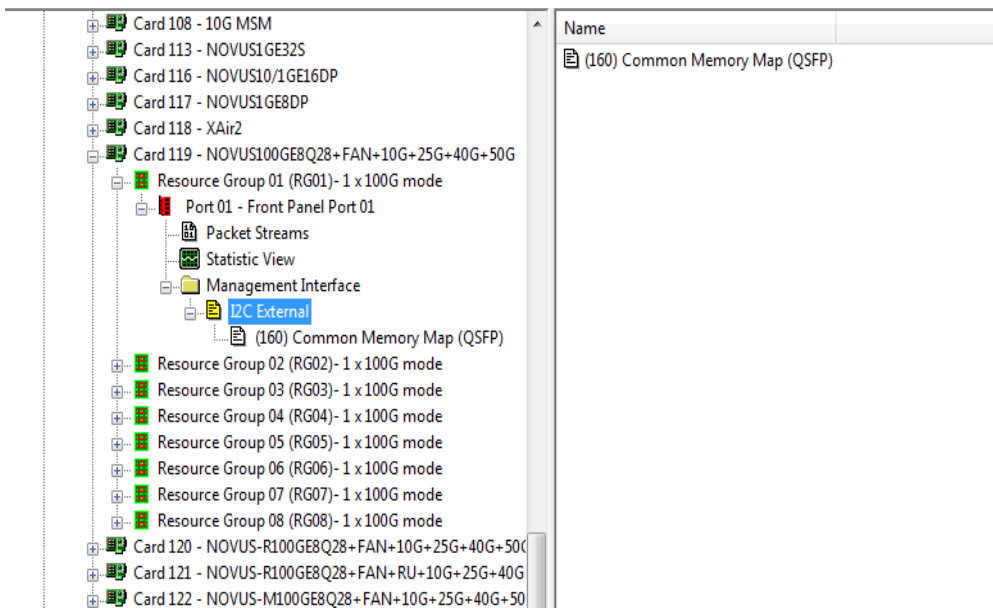 Card 108 - 10G MSM
Card 113 - NOVUS1GE32S
Card 116 - NOVUS10/1GE16DP
Card 117 - NOVUS1GE8DP
Card 118 - XAir2
Card 119 - NOVUS100GE8Q28+FAN+10G+25G+40G+50G
Resource Group 01 (RG01)- 1 x 100G mode
Port 01 - Front Panel Port 01
Packet Streams
Statistic View
Management Interface
I2C External
(160) Common Memory Map (QSFP)
Resource Group 02 (RG02)- 1 x 100G mode
Resource Group 03 (RG03)- 1 x 100G mode
Resource Group 04 (RG04)- 1 x 100G mode
Resource Group 05 (RG05)- 1 x 100G mode
Resource Group 06 (RG06)- 1 x 100G mode
Resource Group 07 (RG07)- 1 x 100G mode
Resource Group 08 (RG08)- 1 x 100G mode
Card 120 - NOVUS-R100GE8Q28+FAN+10G+25G+40G+50G
Card 121 - NOVUS-R100GE8Q28+FAN+RU+10G+25G+40G
Card 122 - NOVUS-M100GE8Q28+FAN+10G+25G+40G+50
Name
(160) Common Memory Map (QSFP)